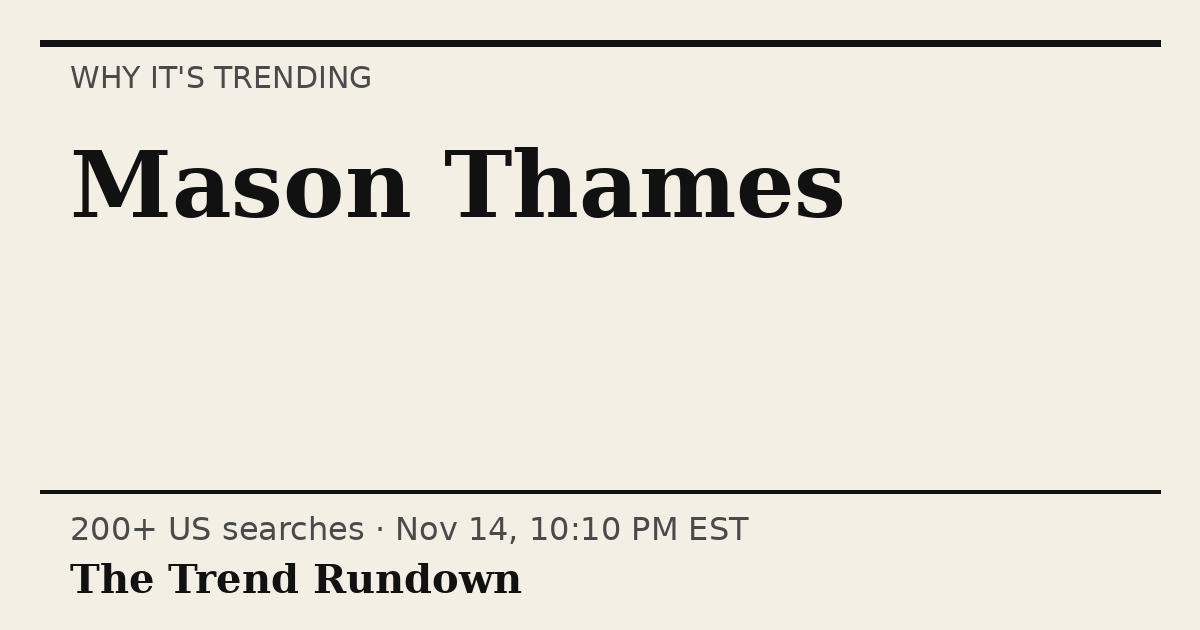 WHY IT'S TRENDING
Mason Thames
200+ US searches · Nov 14, 10:10 PM EST
The Trend Rundown